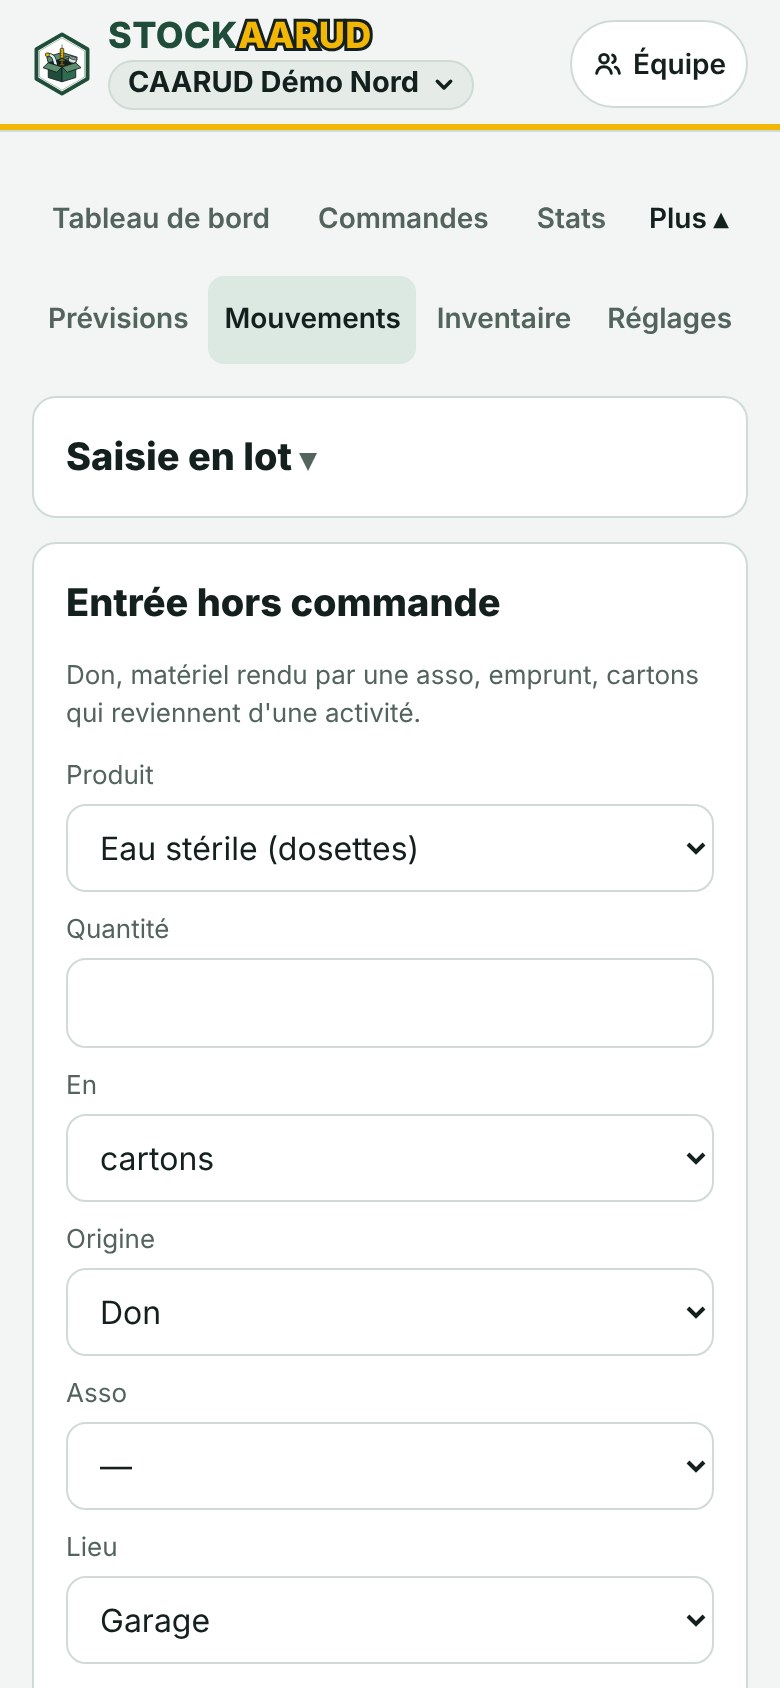 STOCKAARUD
CAARUD Démo Nord
Équipe
Tableau de bord Commandes Stats Plus ▲
Prévisions Mouvements Inventaire Réglages
Saisie en lot ▼
Entrée hors commande
Don, matériel rendu par une asso, emprunt, cartons
qui reviennent d'une activité.
Produit
Eau stérile (dosettes)
Quantité
En
cartons
Origine
Don
Asso
—
Lieu
Garage